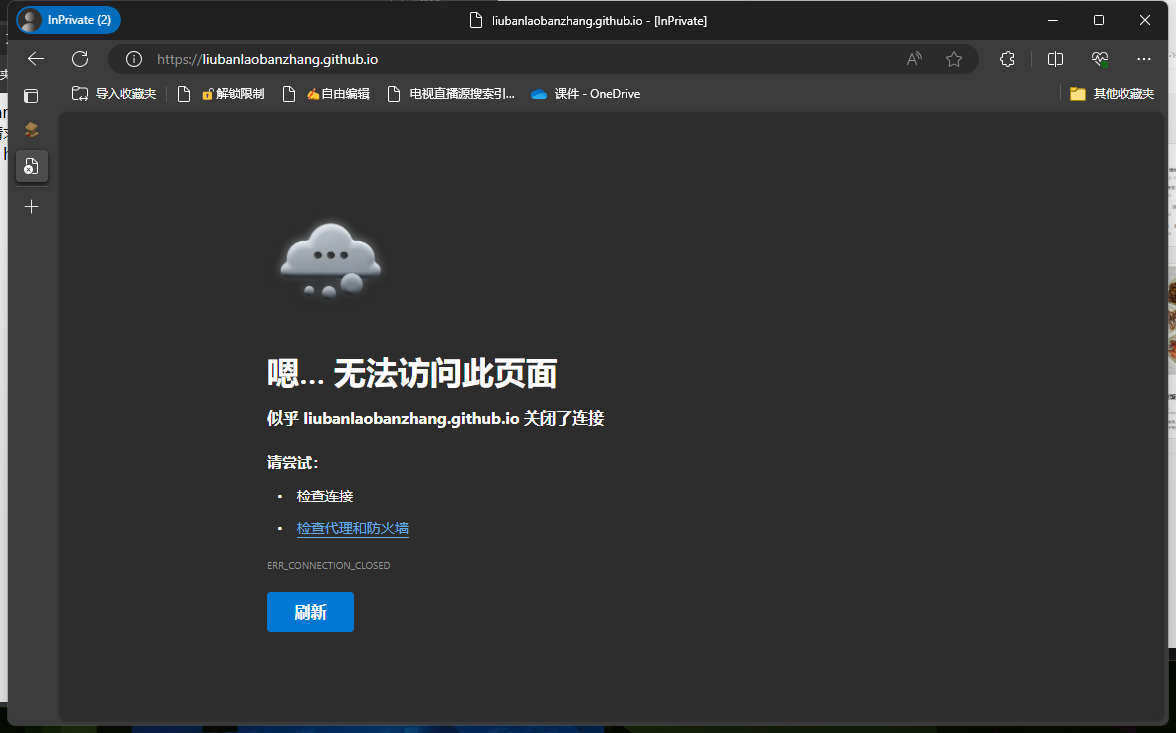 InPrivate (2)
liubanlaobanzhang.github.io - [InPrivate]
https://liubanlaobanzhang.github.io
导入收藏夹
🔓解锁限制
✍自由编辑
电视直播源搜索引...
课件 - OneDrive
其他收藏夹
嗯... 无法访问此页面
似乎 liubanlaobanzhang.github.io 关闭了连接
请尝试:
• 检查连接
• 检查代理和防火墙
ERR_CONNECTION_CLOSED
刷新